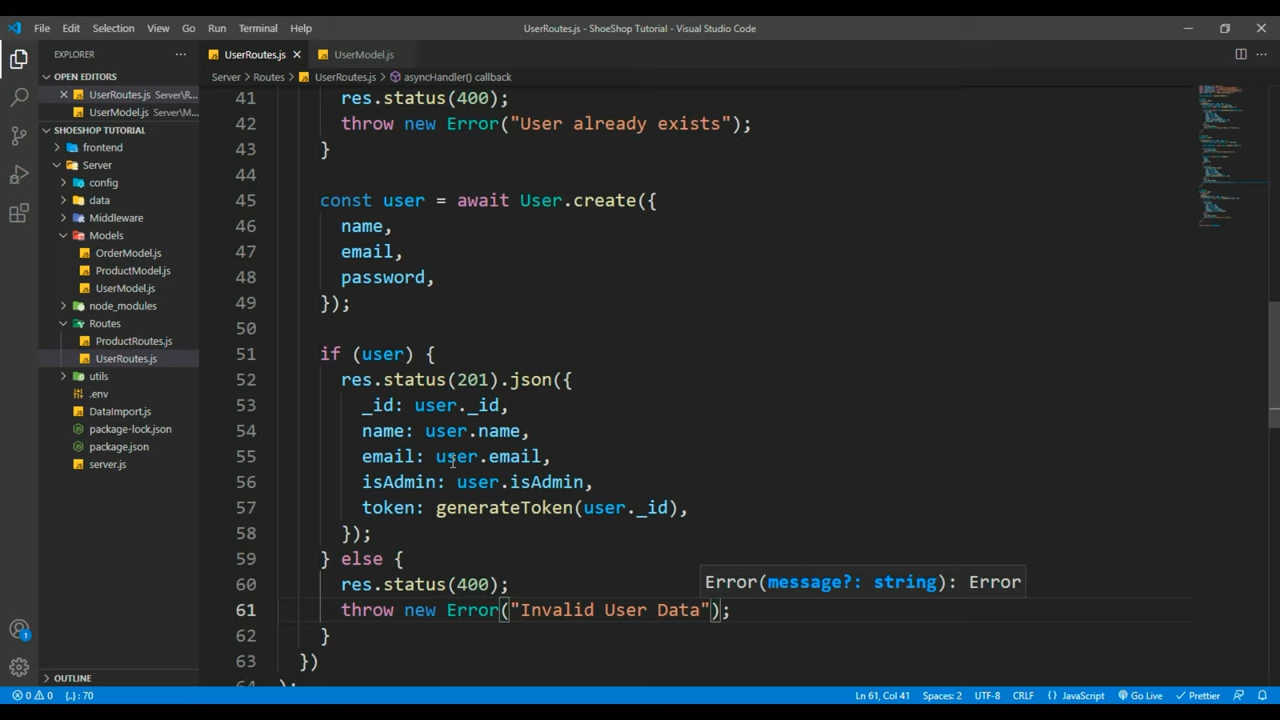 File Edit Selection View Go Run Terminal Help
UserRoutes.js - ShoeShop Tutorial - Visual Studio Code
EXPLORER
OPEN EDITORS
UserRoutes.js Server\R...
UserModel.js Server\M...
SHOESHOP TUTORIAL
frontend
Server
config
data
Middleware
Models
OrderModel.js
ProductModel.js
UserModel.js
node_modules
Routes
ProductRoutes.js
UserRoutes.js
utils
.env
DataImport.js
package-lock.json
package.json
server.js
OUTLINE
UserRoutes.js UserModel.js
Server > Routes > UserRoutes.js > asyncHandler() callback
41 res.status(400);
42 throw new Error("User already exists");
43 }
44
45 const user = await User.create({
46 name,
47 email,
48 password,
49 });
50
51 if (user) {
52 res.status(201).json({
53 _id: user._id,
54 name: user.name,
55 email: user.email,
56 isAdmin: user.isAdmin,
57 token: generateToken(user._id),
58 });
59 } else {
Error(message?: string): Error
60 res.status(400);
61 throw new Error("Invalid User Data");
62 }
63 })
64 );
1
0 0 {..}: 70
Ln 61, Col 41 Spaces: 2 UTF-8 CRLF {} JavaScript Go Live Prettier